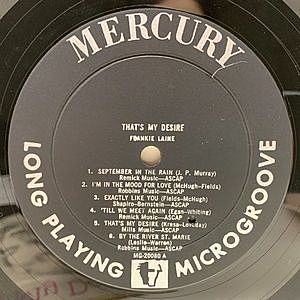 MERCURY
THAT'S MY DESIRE
FRANKIE LAINE
1. SEPTEMBER IN THE RAIN (J. P. Murray)
Remick Music—ASCAP
2. I'M IN THE MOOD FOR LOVE (McHugh-Fields)
Robbins Music—ASCAP
3. EXACTLY LIKE YOU (Fields-McHugh)
Shapiro-Bernstein—ASCAP
4. 'TILL WE MEET AGAIN (Egan-Whiting)
Remick Music—ASCAP
5. THAT'S MY DESIRE (Kresa-Loveday)
Mills Music—ASCAP
6. BY THE RIVER ST. MARIE
(Leslie-Warren)
Robbins Music—ASCAP
MG-20080 A
LONG PLAYING
MICROGROOVE